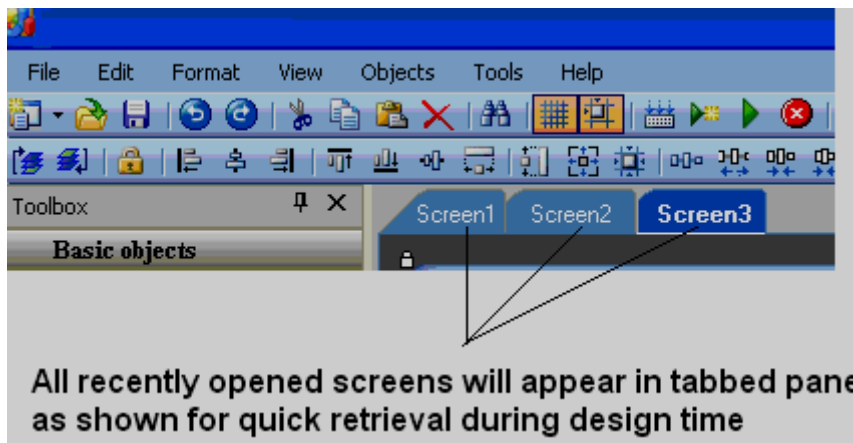 File Edit Format View Objects Tools Help
Toolbox
Screen1 Screen2 Screen3
Basic objects
All recently opened screens will appear in tabbed pane
as shown for quick retrieval during design time